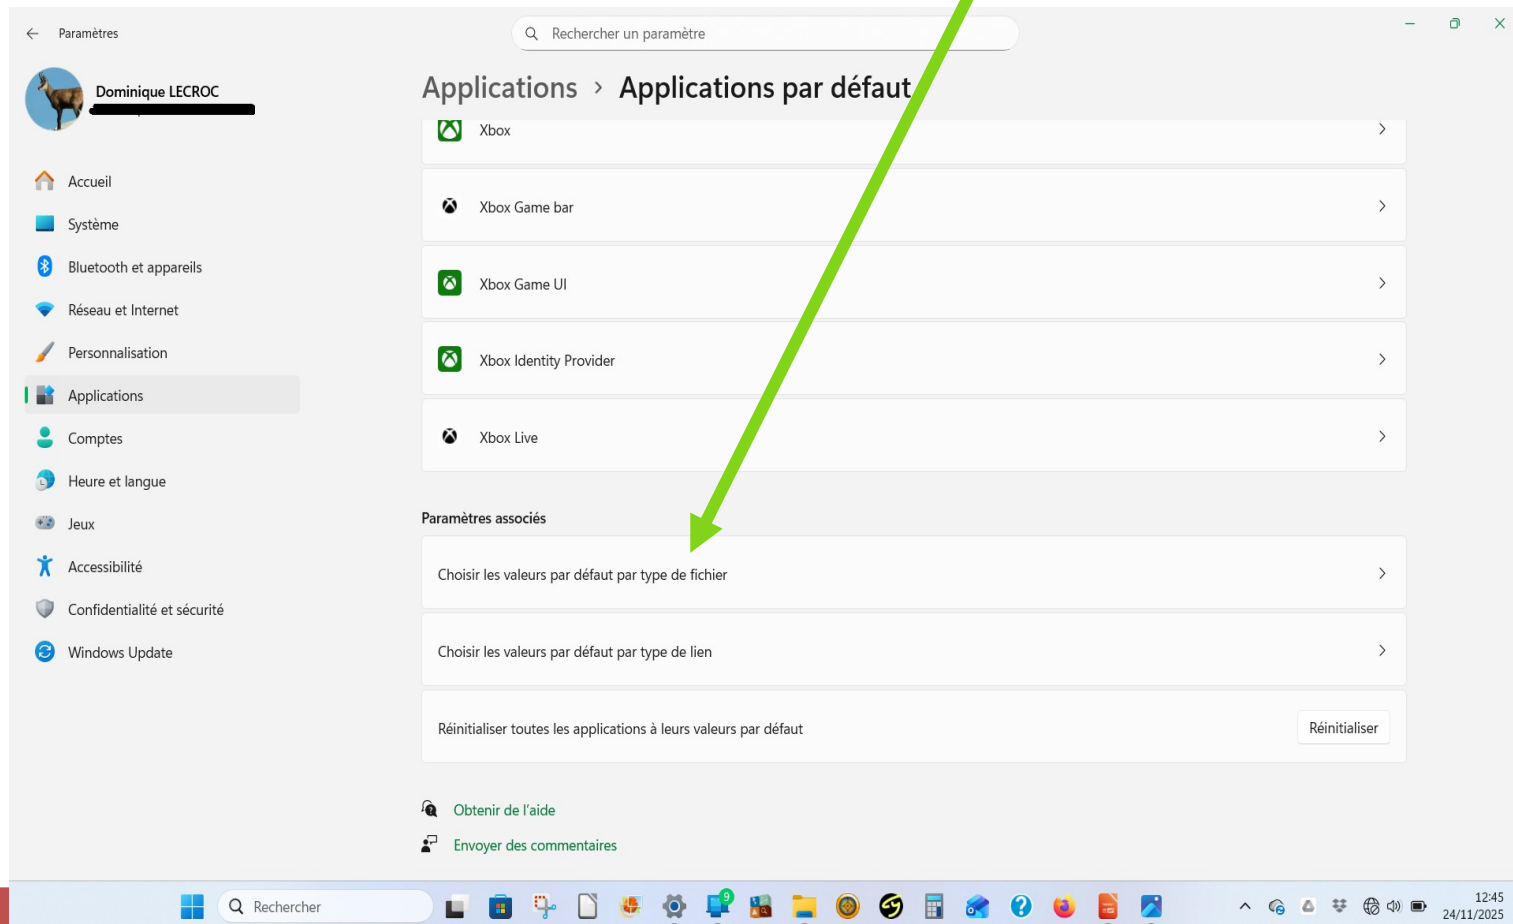 Paramètres
Rechercher un paramètre
Dominique LECROC
Applications > Applications par défaut
Accueil
Système
Bluetooth et appareils
Réseau et Internet
Personnalisation
Applications
Comptes
Heure et langue
Jeux
Accessibilité
Confidentialité et sécurité
Windows Update
Xbox
Xbox Game bar
Xbox Game UI
Xbox Identity Provider
Xbox Live
Paramètres associés
Choisir les valeurs par défaut par type de fichier
Choisir les valeurs par défaut par type de lien
Réinitialiser toutes les applications à leurs valeurs par défaut
Réinitialiser
Obtenir de l'aide
Envoyer des commentaires
Rechercher
9
12:45
24/11/2025